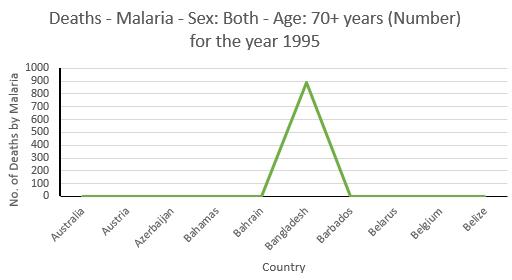 Deaths - Malaria - Sex: Both - Age: 70+ years (Number)
for the year 1995
No. of Deaths by Malaria
1000
900
800
700
600
500
400
300
200
100
0
Australia
Austria
Azerbaijan
Bahamas
Bahrain
Bangladesh
Barbados
Belarus
Belgium
Belize
Country